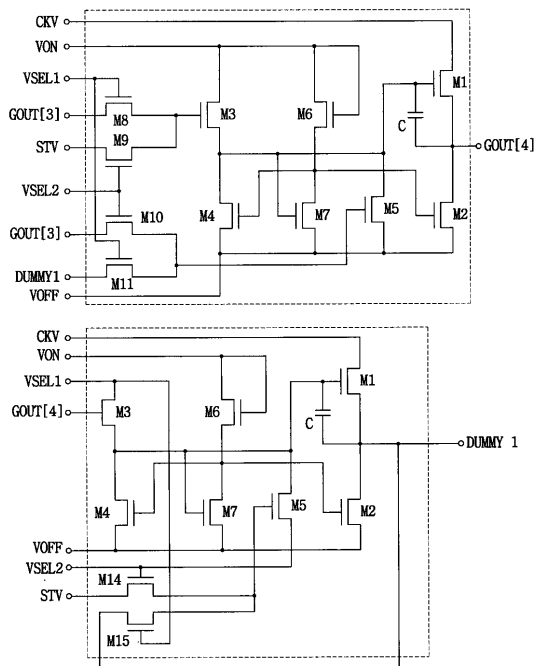 CKV
VON
VSEL1
M1
GOUT[3]
M8
M3
M6
C
M9
STV
GOUT[4]
VSEL2
M10
M4
M7
M5
M2
GOUT[3]
DUMMY1
M11
VOFF
CKV
VON
VSEL1
M1
GOUT[4]
M3
M6
C
DUMMY 1
M4
M7
M5
M2
VOFF
VSEL2
M14
STV
M15